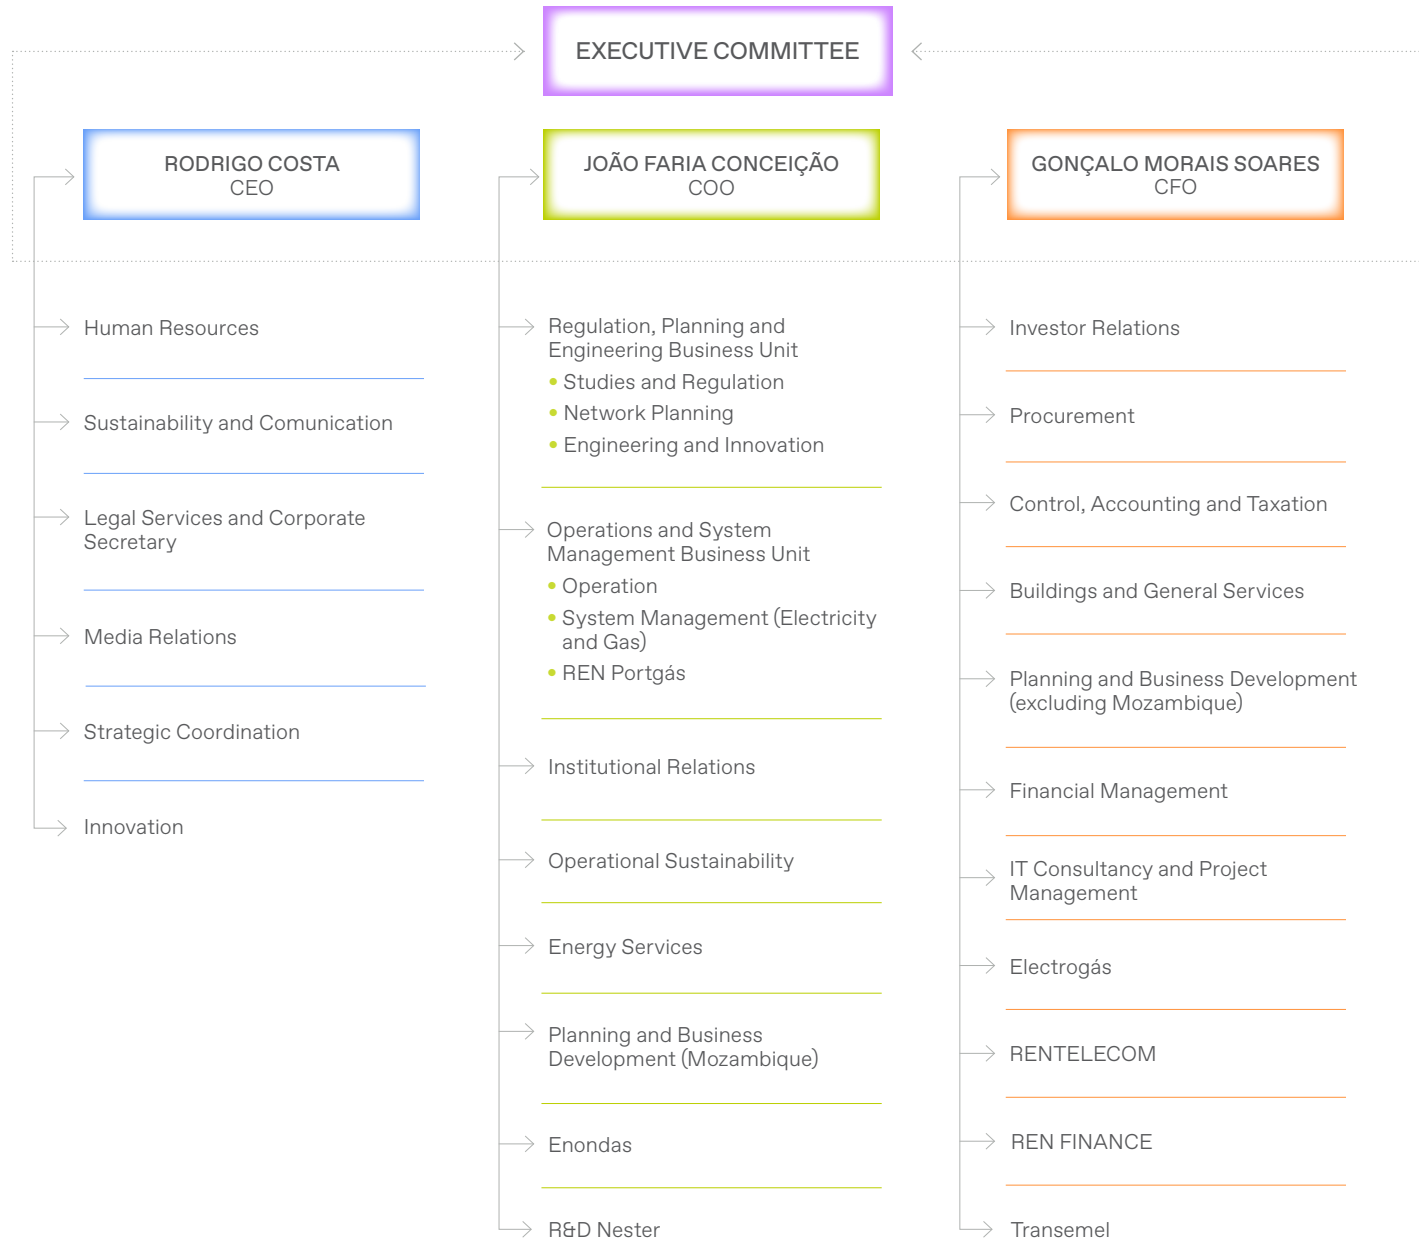 EXECUTIVE COMMITTEE
RODRIGO COSTA
CEO
Human Resources
Sustainability and Comunication
Legal Services and Corporate
Secretary
Media Relations
Strategic Coordination
Innovation
JOÃO FARIA CONCEIÇÃO
COO
Regulation, Planning and
Engineering Business Unit
• Studies and Regulation
• Network Planning
• Engineering and Innovation
Operations and System
Management Business Unit
• Operation
• System Management (Electricity
and Gas)
• REN Portgás
Institutional Relations
Operational Sustainability
Energy Services
Planning and Business
Development (Mozambique)
Enondas
R&D Nester
GONÇALO MORAIS SOARES
CFO
Investor Relations
Procurement
Control, Accounting and Taxation
Buildings and General Services
Planning and Business Development
(excluding Mozambique)
Financial Management
IT Consultancy and Project
Management
Electrogás
RENTELECOM
REN FINANCE
Transemel